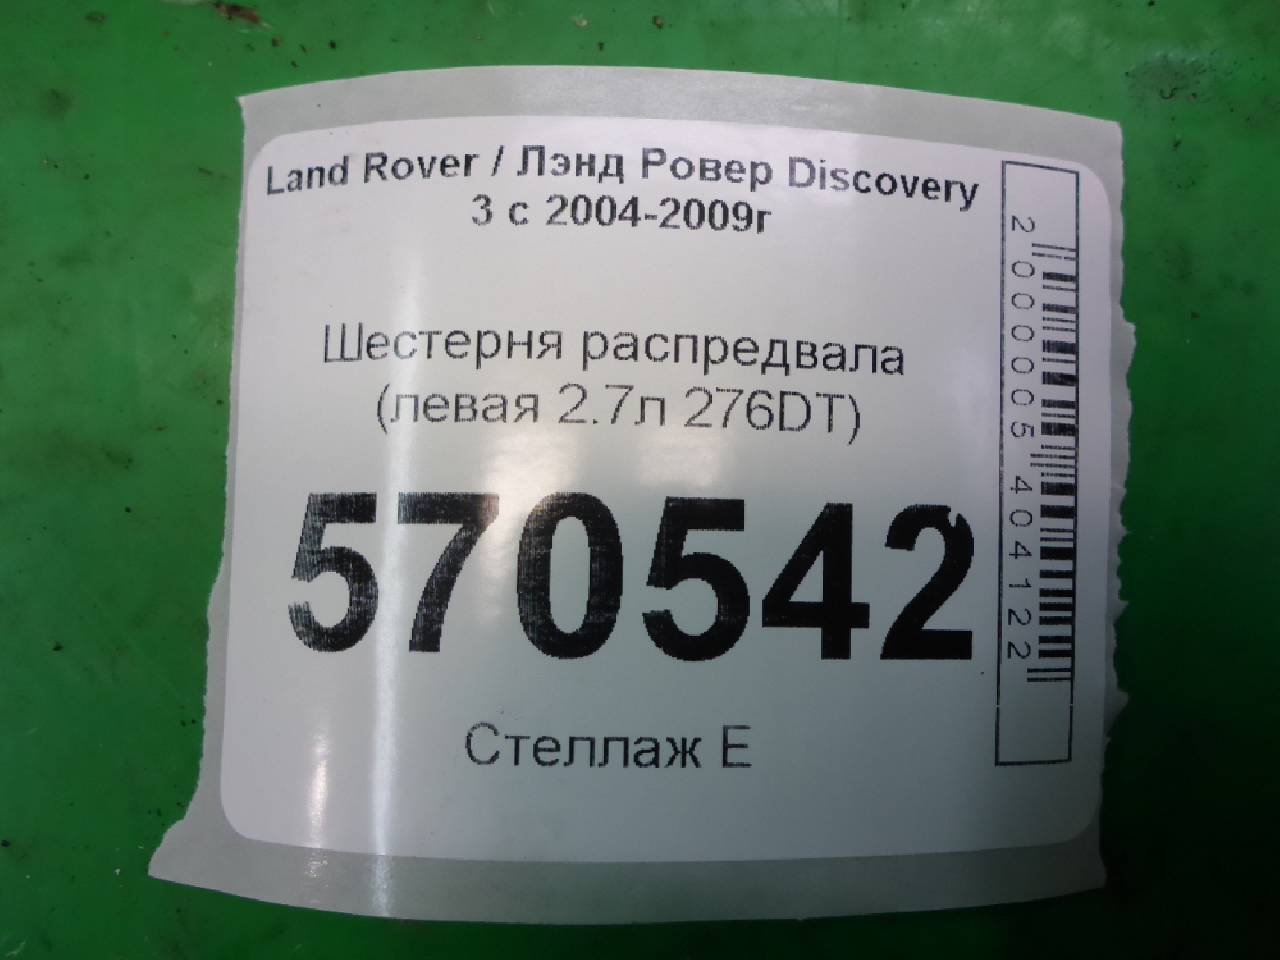 Land Rover / Лэнд Ровер Discovery
3 с 2004-2009г
Шестерня распредвала
(левая 2.7л 276DT)
570542
Стеллаж E
2000005404122